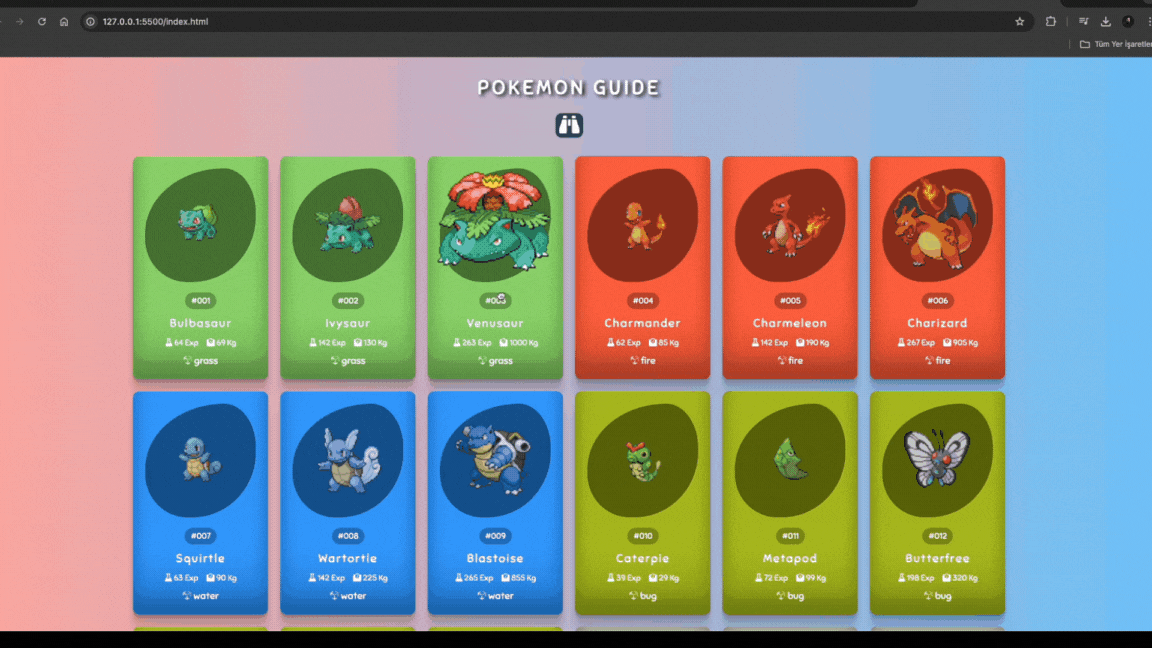 127.0.0.1:5500/index.html
Tüm Yer İşaretler
POKEMON GUIDE
#001 #002 #003 #004 #005 #006
Bulbasaur Ivysaur Venusaur Charmander Charmeleon Charizard
64 Exp 69 Kg 142 Exp 130 Kg 263 Exp 1000 Kg 62 Exp 85 Kg 142 Exp 190 Kg 267 Exp 905 Kg
grass grass grass fire fire fire
#007 #008 #009 #010 #011 #012
Squirtle Wartortle Blastoise Caterpie Metapod Butterfree
63 Exp 90 Kg 142 Exp 225 Kg 265 Exp 855 Kg 39 Exp 29 Kg 72 Exp 99 Kg 198 Exp 320 Kg
water water water bug bug bug